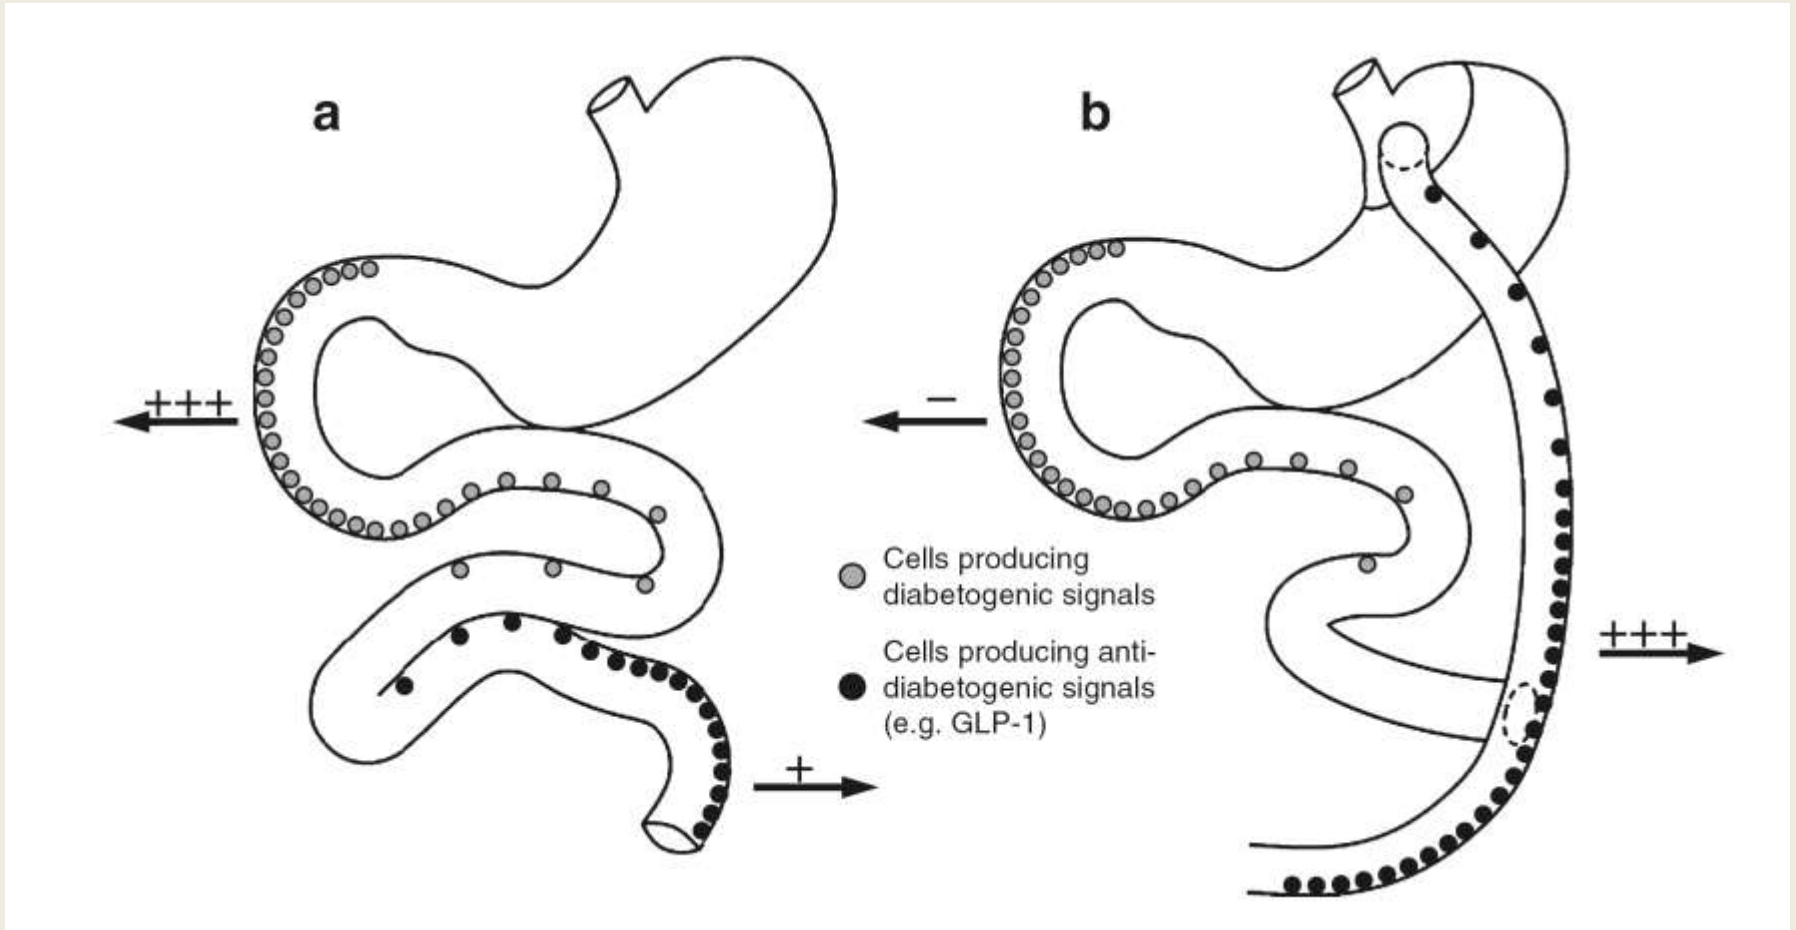 a
b
+++
−
Cells producing
diabetogenic signals
+++
Cells producing anti-
diabetogenic signals
(e.g. GLP-1)
+